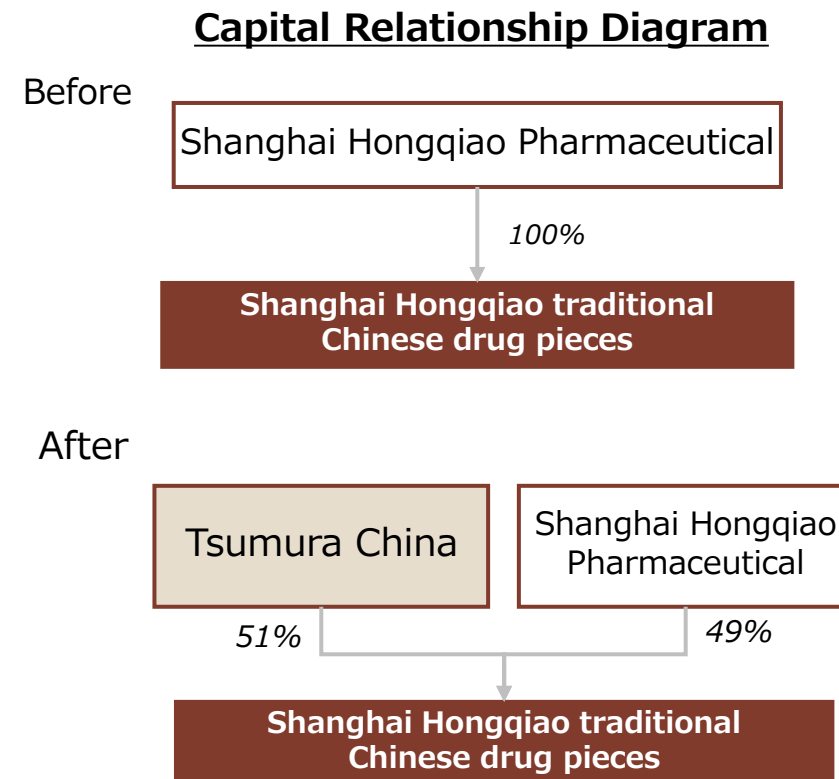 Capital Relationship Diagram
Before
Shanghai Hongqiao Pharmaceutical
100%
Shanghai Hongqiao traditional
Chinese drug pieces
After
Tsumura China
Shanghai Hongqiao
Pharmaceutical
51%
49%
Shanghai Hongqiao traditional
Chinese drug pieces